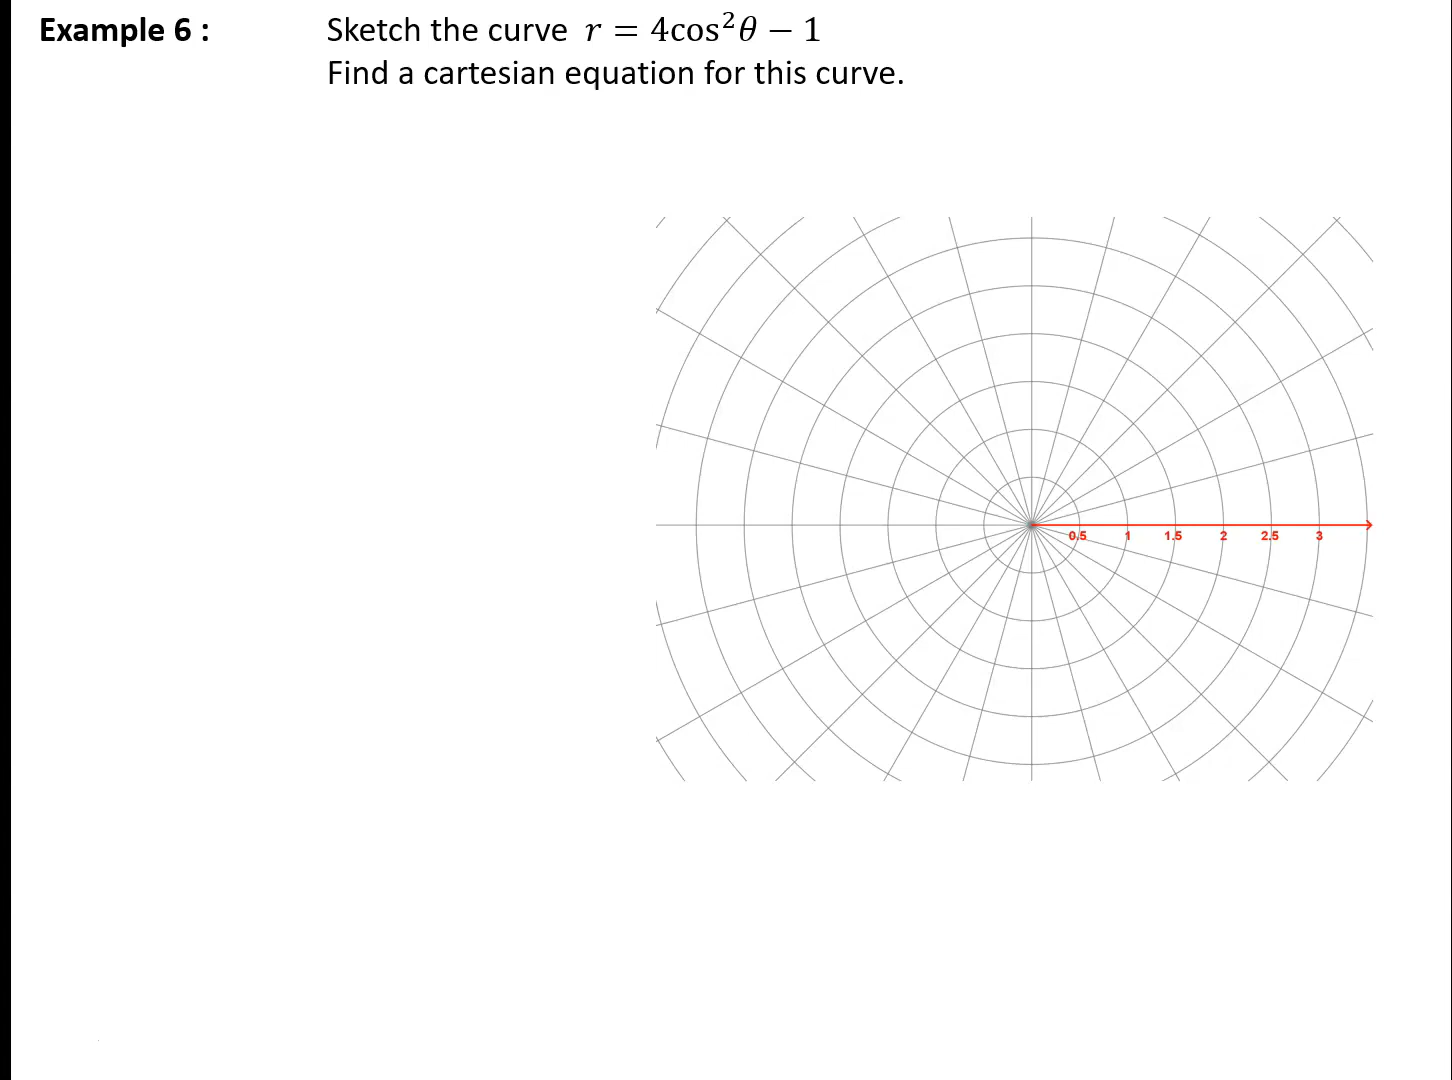 Example 6 : Sketch the curve r = 4cos²θ − 1
Find a cartesian equation for this curve.
0.5 1 1.5 2 2.5 3